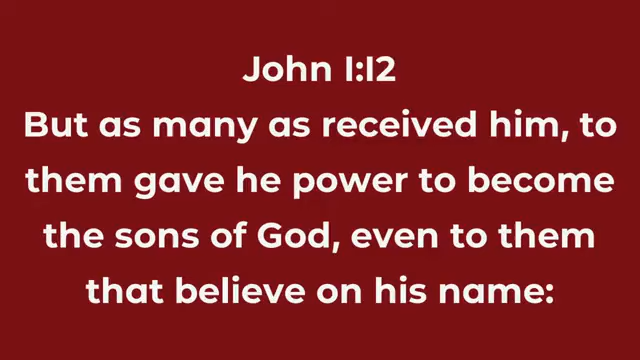 John 1:12
But as many as received him, to
them gave he power to become
the sons of God, even to them
that believe on his name: